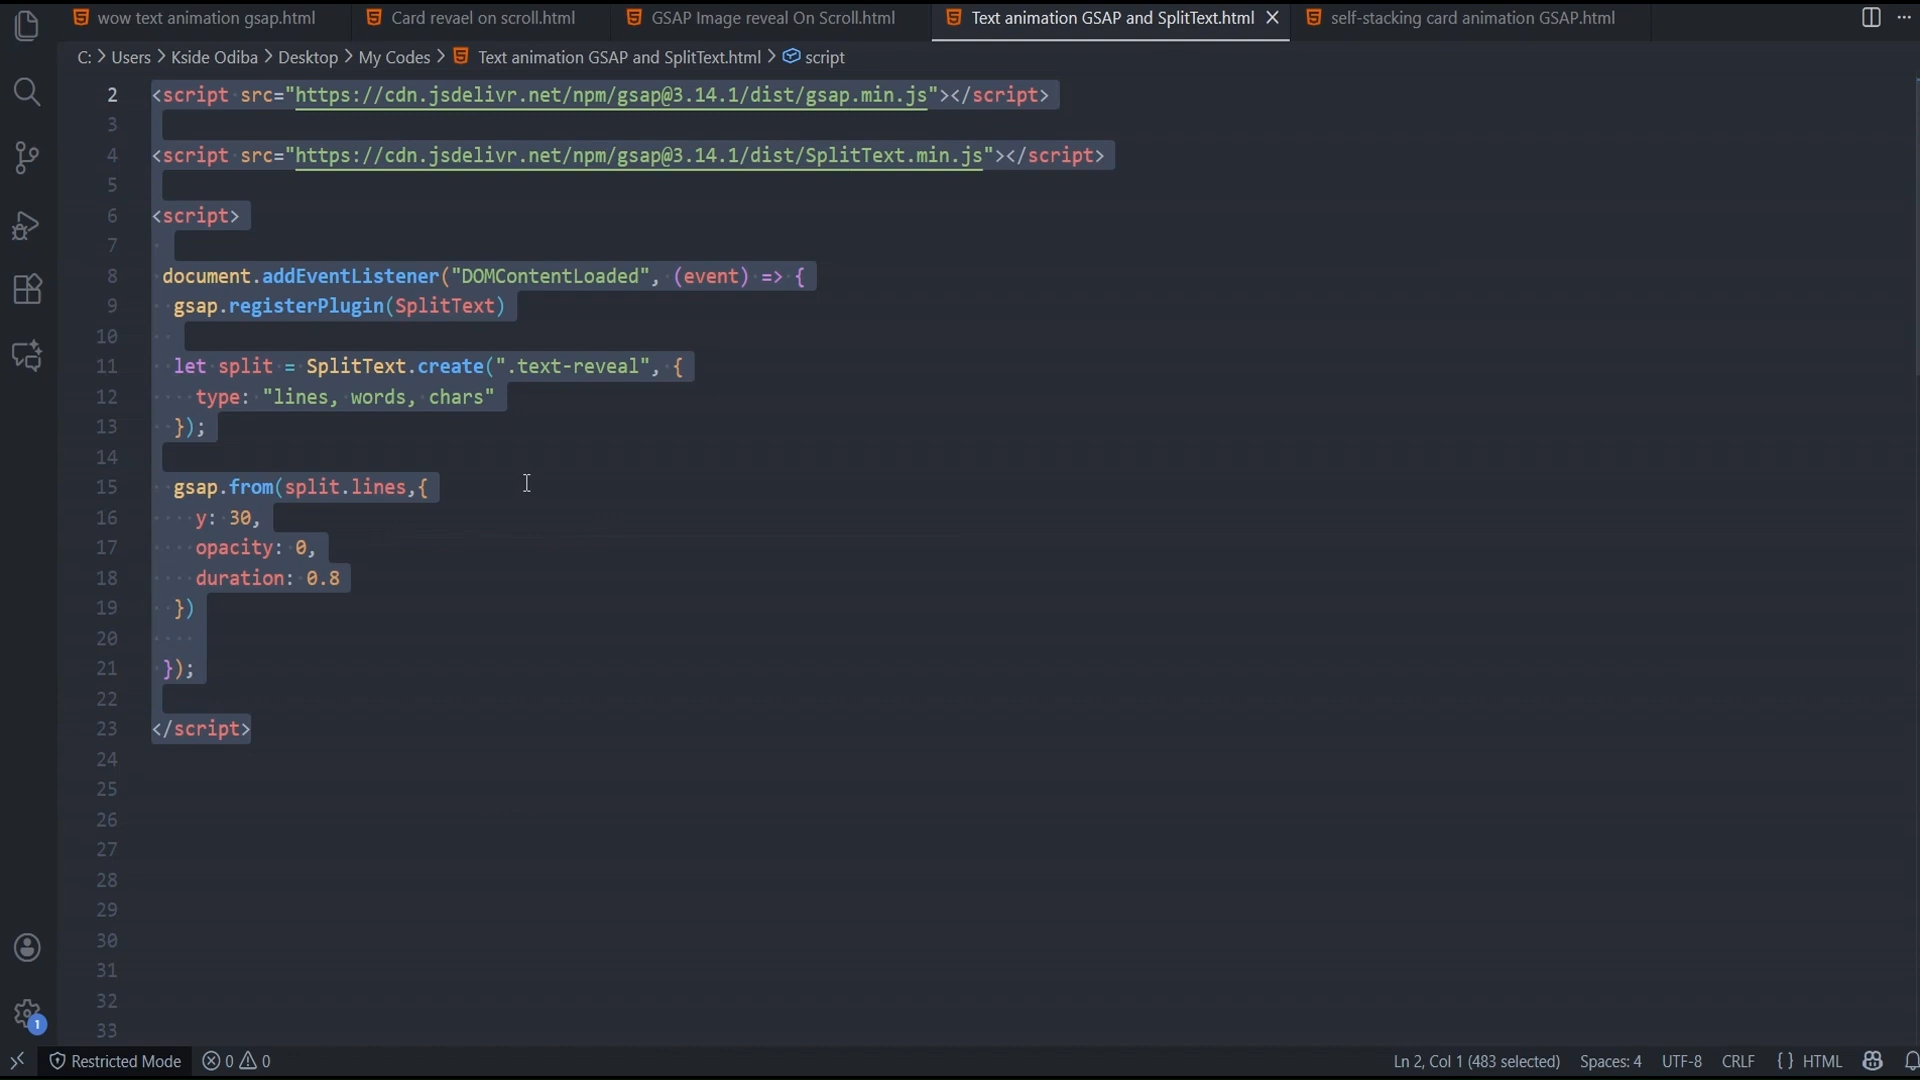 wow text animation gsap.html
Card revael on scroll.html
GSAP Image reveal On Scroll.html
Text animation GSAP and SplitText.html
self-stacking card animation GSAP.html
C: > Users > Kside Odiba > Desktop > My Codes > Text animation GSAP and SplitText.html > script
2 <script src="https://cdn.jsdelivr.net/npm/gsap@3.14.1/dist/gsap.min.js"></script>
3
4 <script src="https://cdn.jsdelivr.net/npm/gsap@3.14.1/dist/SplitText.min.js"></script>
5
6 <script>
7
8 document.addEventListener("DOMContentLoaded", (event) => {
9 gsap.registerPlugin(SplitText)
10
11 let split = SplitText.create(".text-reveal", {
12 type: "lines, words, chars"
13 });
14
15 gsap.from(split.lines,{
16 y: 30,
17 opacity: 0,
18 duration: 0.8
19 })
20
21 });
22
23 </script>
24
25
26
27
28
29
30
31
32
33
1
Restricted Mode 0 0 Ln 2, Col 1 (483 selected) Spaces: 4 UTF-8 CRLF { } HTML